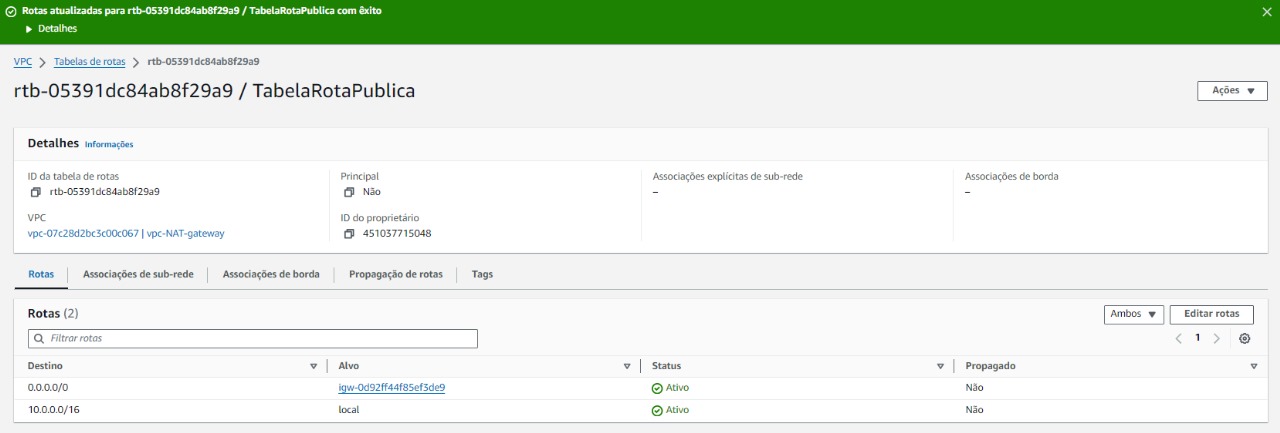 Rotas atualizadas para rtb-05391dc84ab8f29a9 / TabelaRotaPublica com êxito
Detalhes
VPC > Tabelas de rotas > rtb-05391dc84ab8f29a9
rtb-05391dc84ab8f29a9 / TabelaRotaPublica
Ações
Detalhes Informações
ID da tabela de rotas Principal Associações explícitas de sub-rede Associações de borda
rtb-05391dc84ab8f29a9 Não – –
VPC ID do proprietário
vpc-07c28d2bc3c00c067 | vpc-NAT-gateway 451037715048
Rotas Associações de sub-rede Associações de borda Propagação de rotas Tags
Rotas (2) Ambos Editar rotas
Filtrar rotas 1
Destino Alvo Status Propagado
0.0.0.0/0 igw-0d92ff44f85ef3de9 Ativo Não
10.0.0.0/16 local Ativo Não